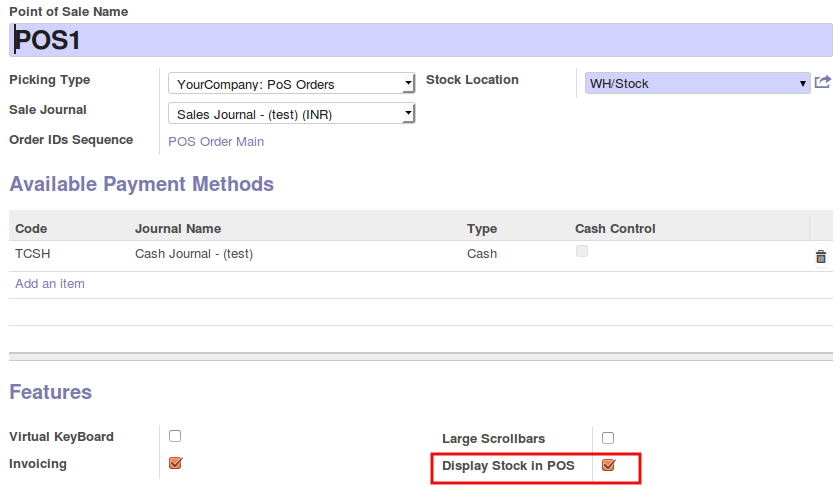 Point of Sale Name
POS1
Picking Type YourCompany: PoS Orders Stock Location WH/Stock
Sale Journal Sales Journal - (test) (INR)
Order IDs Sequence POS Order Main
Available Payment Methods
Code Journal Name Type Cash Control
TCSH Cash Journal - (test) Cash
Add an item
Features
Virtual KeyBoard Large Scrollbars
Invoicing Display Stock in POS